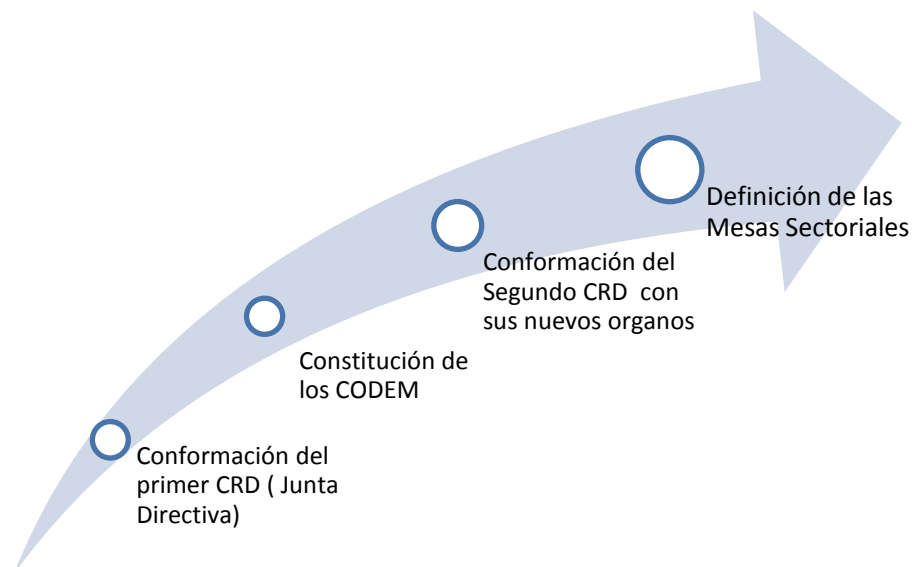 Definición de las
Mesas Sectoriales
Conformación del
Segundo CRD con
sus nuevos organos
Constitución de
los CODEM
Conformación del
primer CRD ( Junta
Directiva)